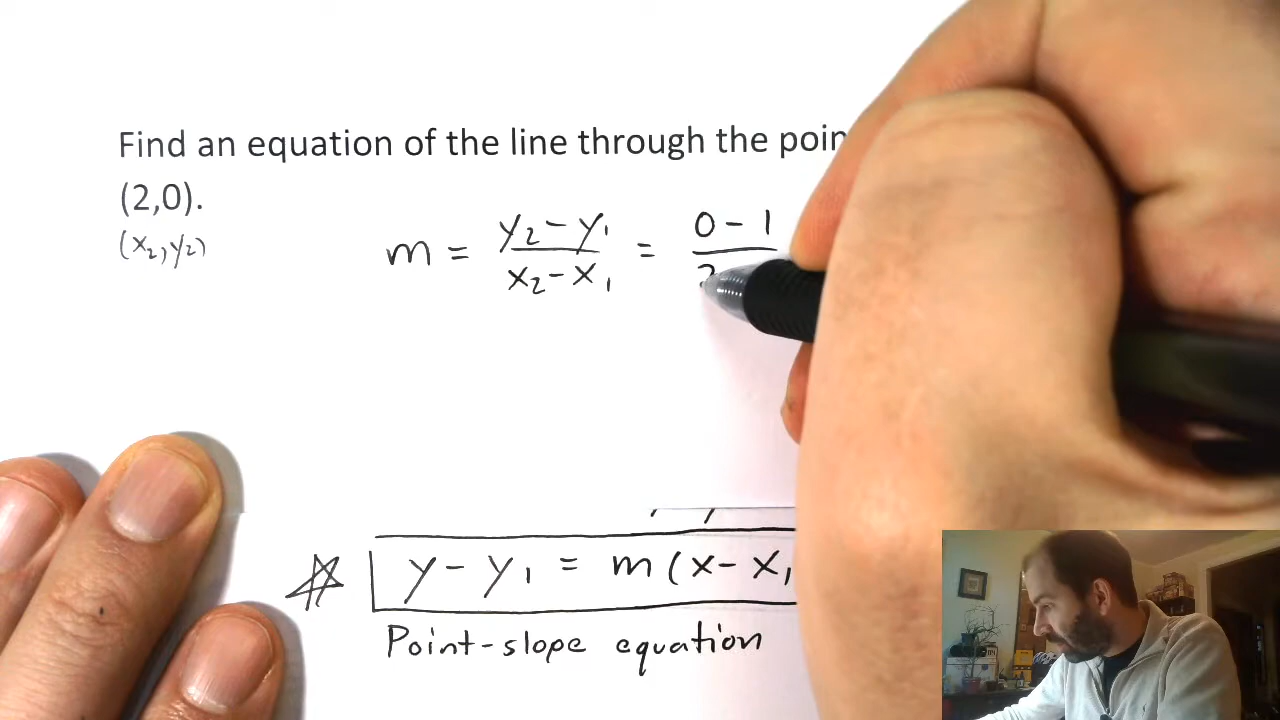 Find an equation of the line through the poin
(2,0).
(x₂,y₂)
m = y₂-y₁ / x₂-x₁ = 0-1 / 2
y-y₁ = m(x-x₁
Point-slope equation